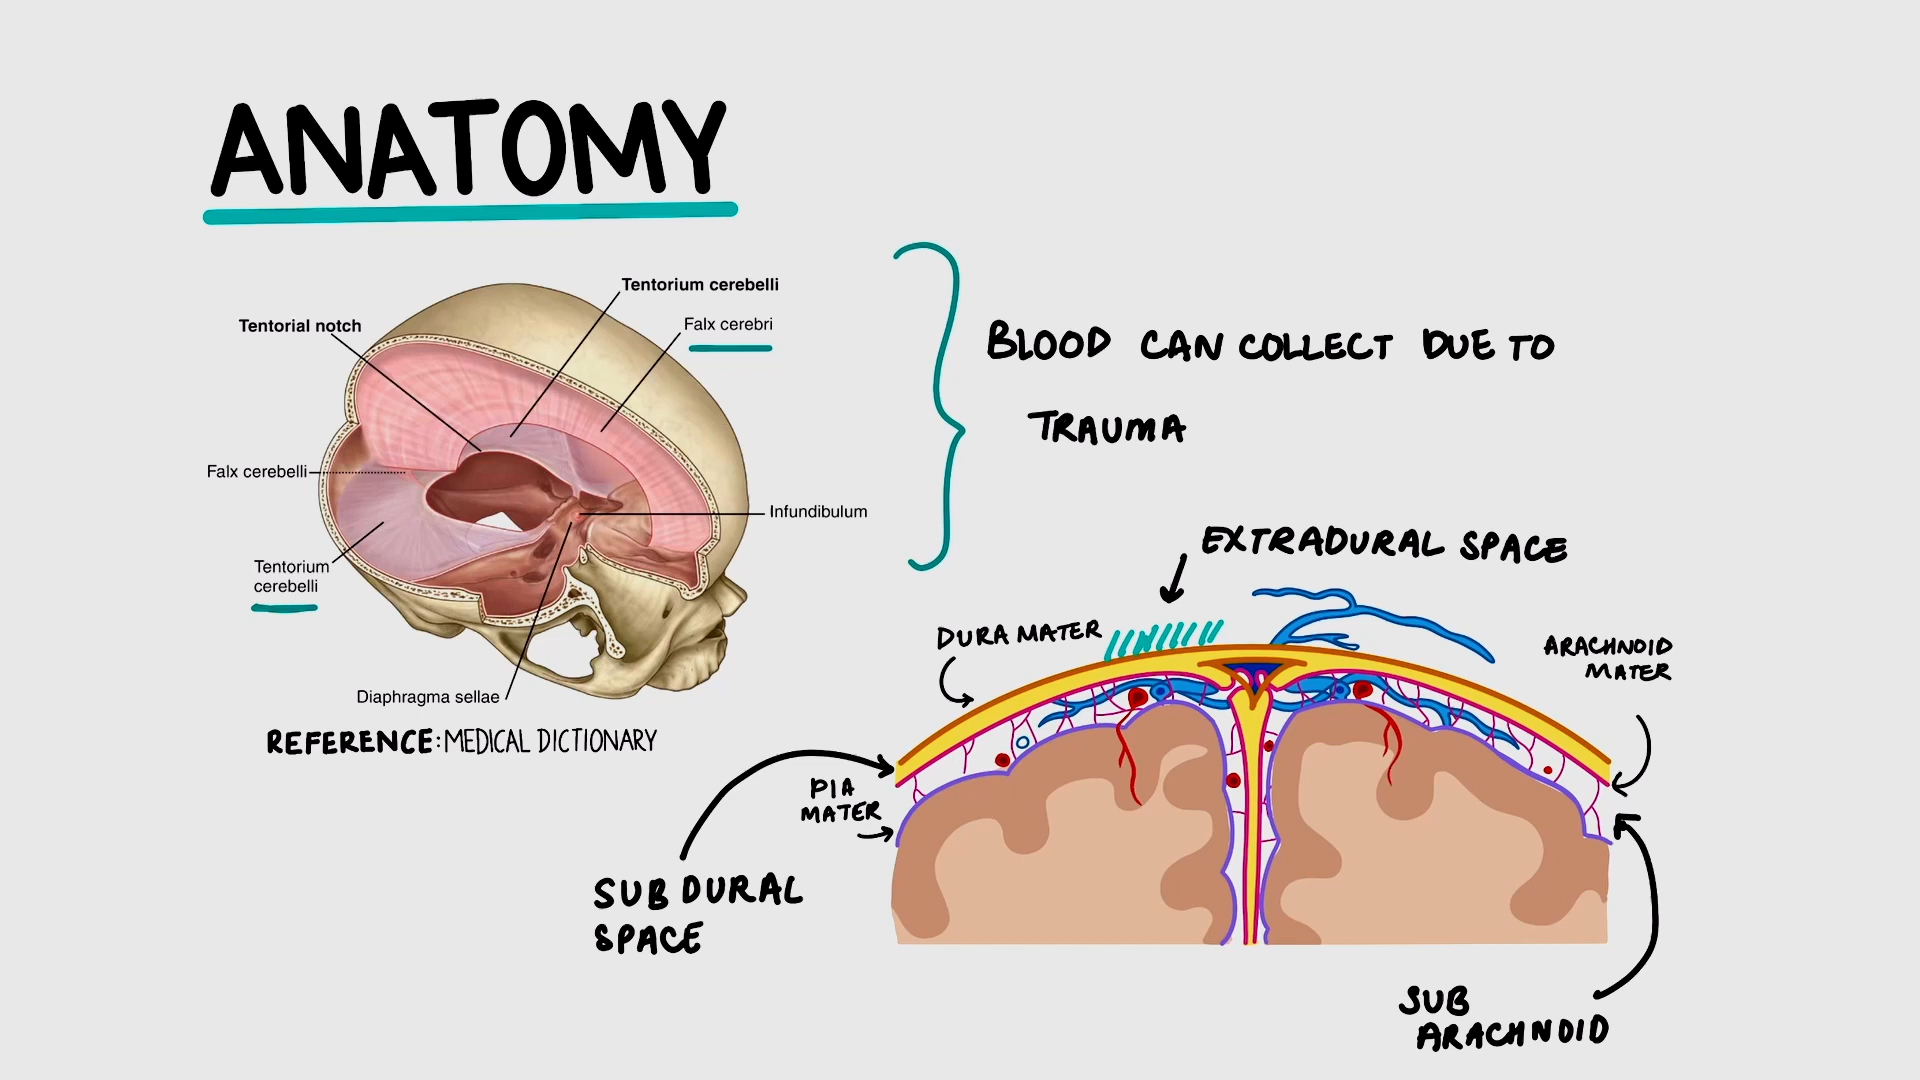 ANATOMY
Tentorium cerebelli
Tentorial notch
Falx cerebri
Falx cerebelli
Infundibulum
Tentorium
cerebelli
Diaphragma sellae
REFERENCE: MEDICAL DICTIONARY
BLOOD CAN COLLECT DUE TO
TRAUMA
EXTRADURAL SPACE
DURA MATER
ARACHNOID
MATER
PIA
MATER
SUB DURAL
SPACE
SUB
ARACHNOID